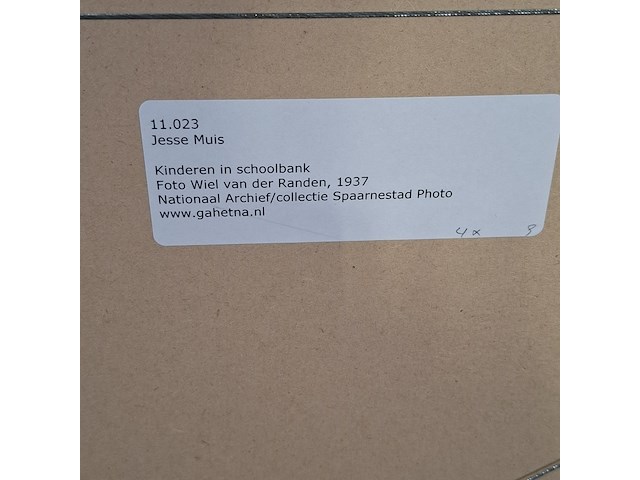 11.023
Jesse Muis
Kinderen in schoolbank
Foto Wiel van der Randen, 1937
Nationaal Archief/collectie Spaarnestad Photo
www.gahetna.nl
4x